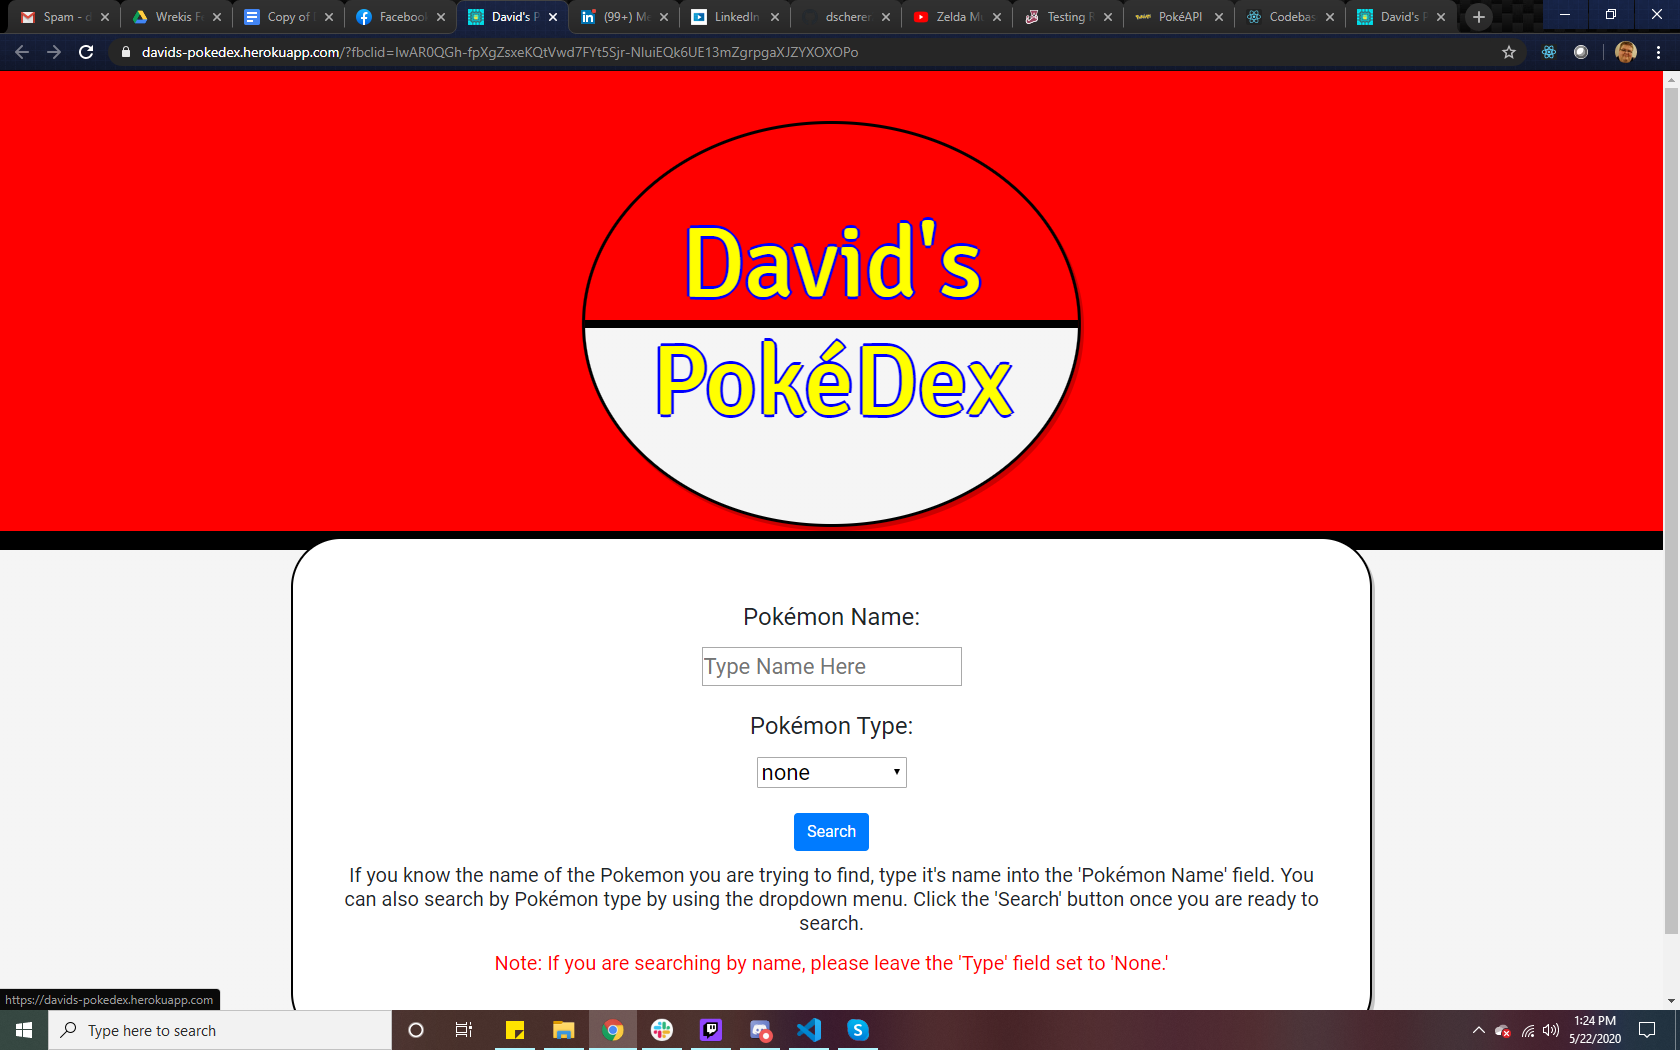 Spam - d
Wrekis F
Copy of
Facebook
David's P
(99+) Me
LinkedIn
dscherer
Zelda Mu
Testing R
PokéAPI
Codebas
David's P
davids-pokedex.herokuapp.com/?fbclid=IwAR0QGh-fpXgZsxeKQtVwd7FYt5Sjr-NIuiEQk6UE13mZgrpgaXJZYXOXOPo
David's
PokéDex
Pokémon Name:
Type Name Here
Pokémon Type:
none
Search
If you know the name of the Pokemon you are trying to find, type it's name into the 'Pokémon Name' field. You
can also search by Pokémon type by using the dropdown menu. Click the 'Search' button once you are ready to
search.
Note: If you are searching by name, please leave the 'Type' field set to 'None.'
https://davids-pokedex.herokuapp.com
Type here to search
1:24 PM
5/22/2020